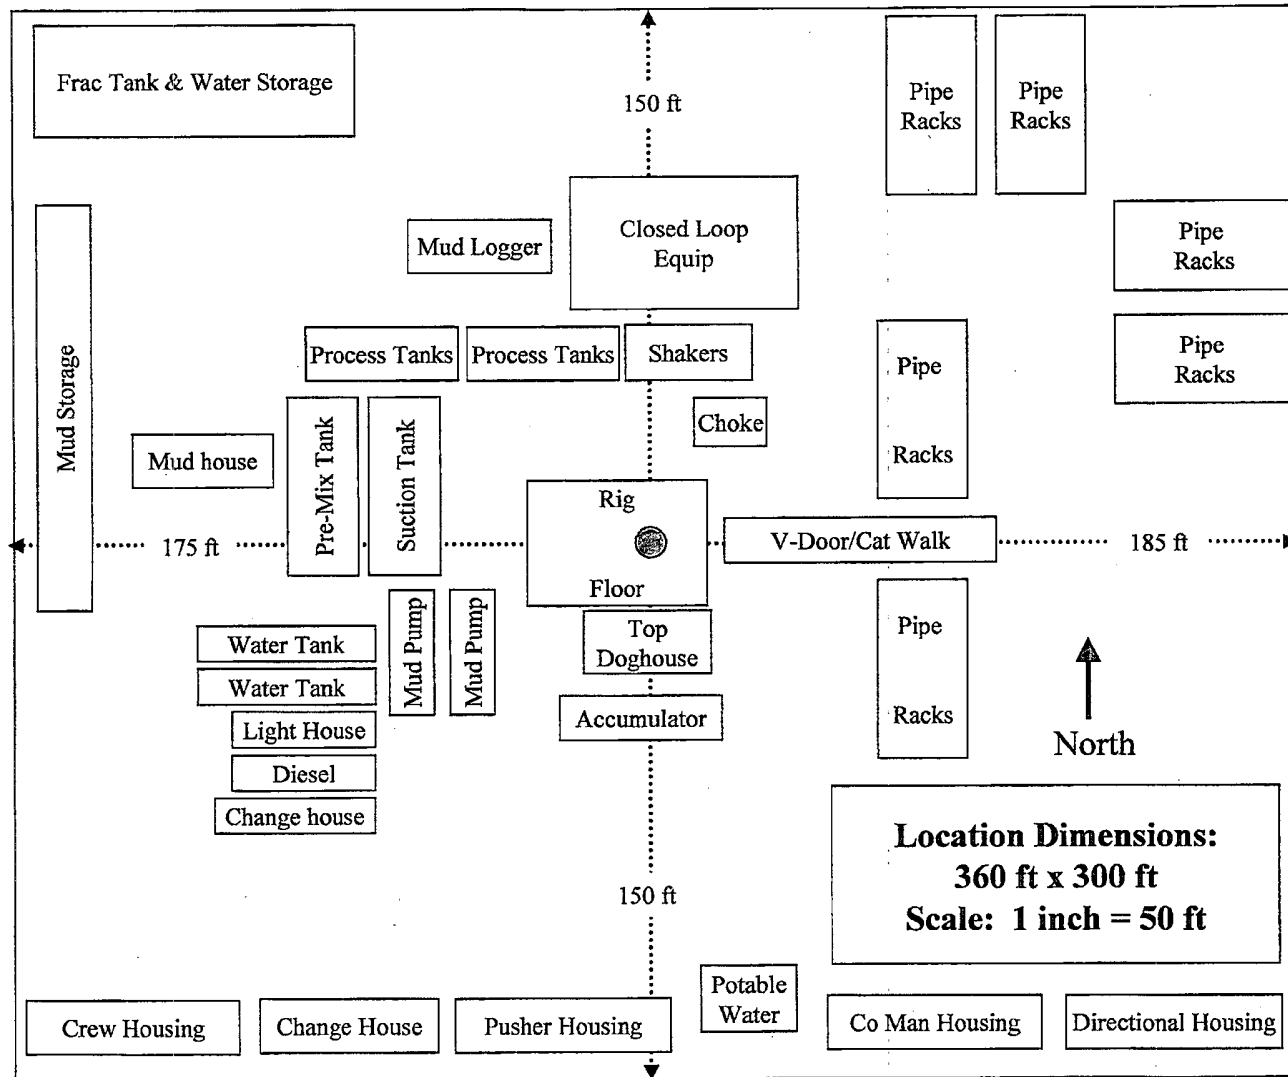 Frac Tank & Water Storage
150 ft
Pipe
Racks
Pipe
Racks
Mud Logger
Closed Loop
Equip
Pipe
Racks
Mud Storage
Process Tanks
Process Tanks
Shakers
Pipe
Racks
Pipe
Racks
Mud house
Pre-Mix Tank
Suction Tank
Choke
Rig
Floor
175 ft
V-Door/Cat Walk
185 ft
Water Tank
Water Tank
Light House
Diesel
Change house
Mud Pump
Mud Pump
Top
Doghouse
Accumulator
Pipe
Racks
North
Location Dimensions:
360 ft x 300 ft
Scale: 1 inch = 50 ft
150 ft
Crew Housing
Change House
Pusher Housing
Potable
Water
Co Man Housing
Directional Housing